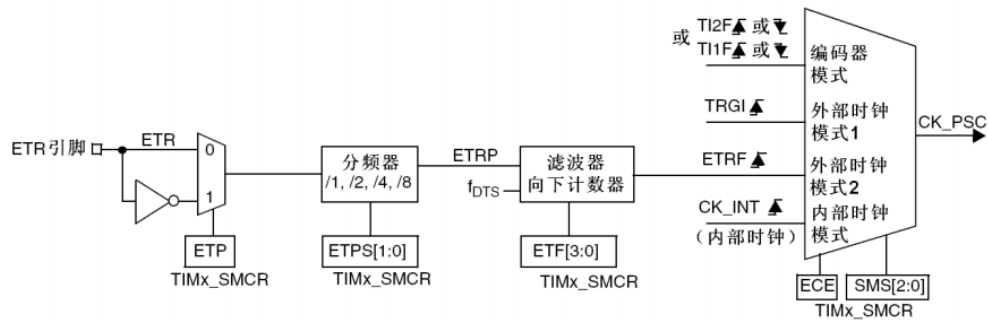 ETR引脚
ETR
0
1
ETP
TIMx_SMCR
分频器
/1, /2, /4, /8
ETPS[1:0]
TIMx_SMCR
ETRP
fDTS
滤波器
向下计数器
ETF[3:0]
TIMx_SMCR
TI2F 或
或 TI1F 或
编码器
模式
TRGI
外部时钟
模式1
ETRF
外部时钟
模式2
CK_INT
(内部时钟)
内部时钟
模式
CK_PSC
ECE
SMS[2:0]
TIMx_SMCR